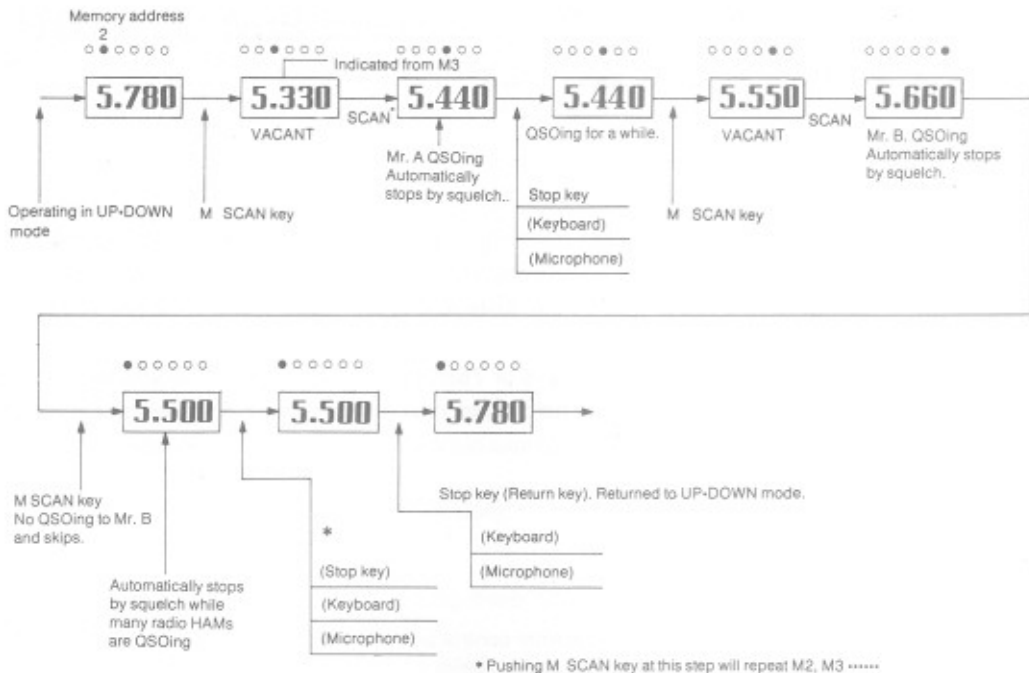 Memory address
2
Indicated from M3
5.780
5.330
5.440
5.440
5.550
5.660
SCAN*
SCAN
VACANT
QSOing for a while.
VACANT
Mr. B. QSOing
Automatically stops
by squelch.
Mr. A QSOing
Automatically
stops by squelch..
Operating in UP•DOWN
mode
M SCAN key
Stop key
(Keyboard)
(Microphone)
M SCAN key
5.500
5.500
5.780
M SCAN key
No QSOing to Mr. B
and skips.
Automatically stops
by squelch while
many radio HAMs
are QSOing
*
(Stop key)
(Keyboard)
(Microphone)
Stop key (Return key). Returned to UP-DOWN mode.
(Keyboard)
(Microphone)
* Pushing M SCAN key at this step will repeat M2, M3 ······